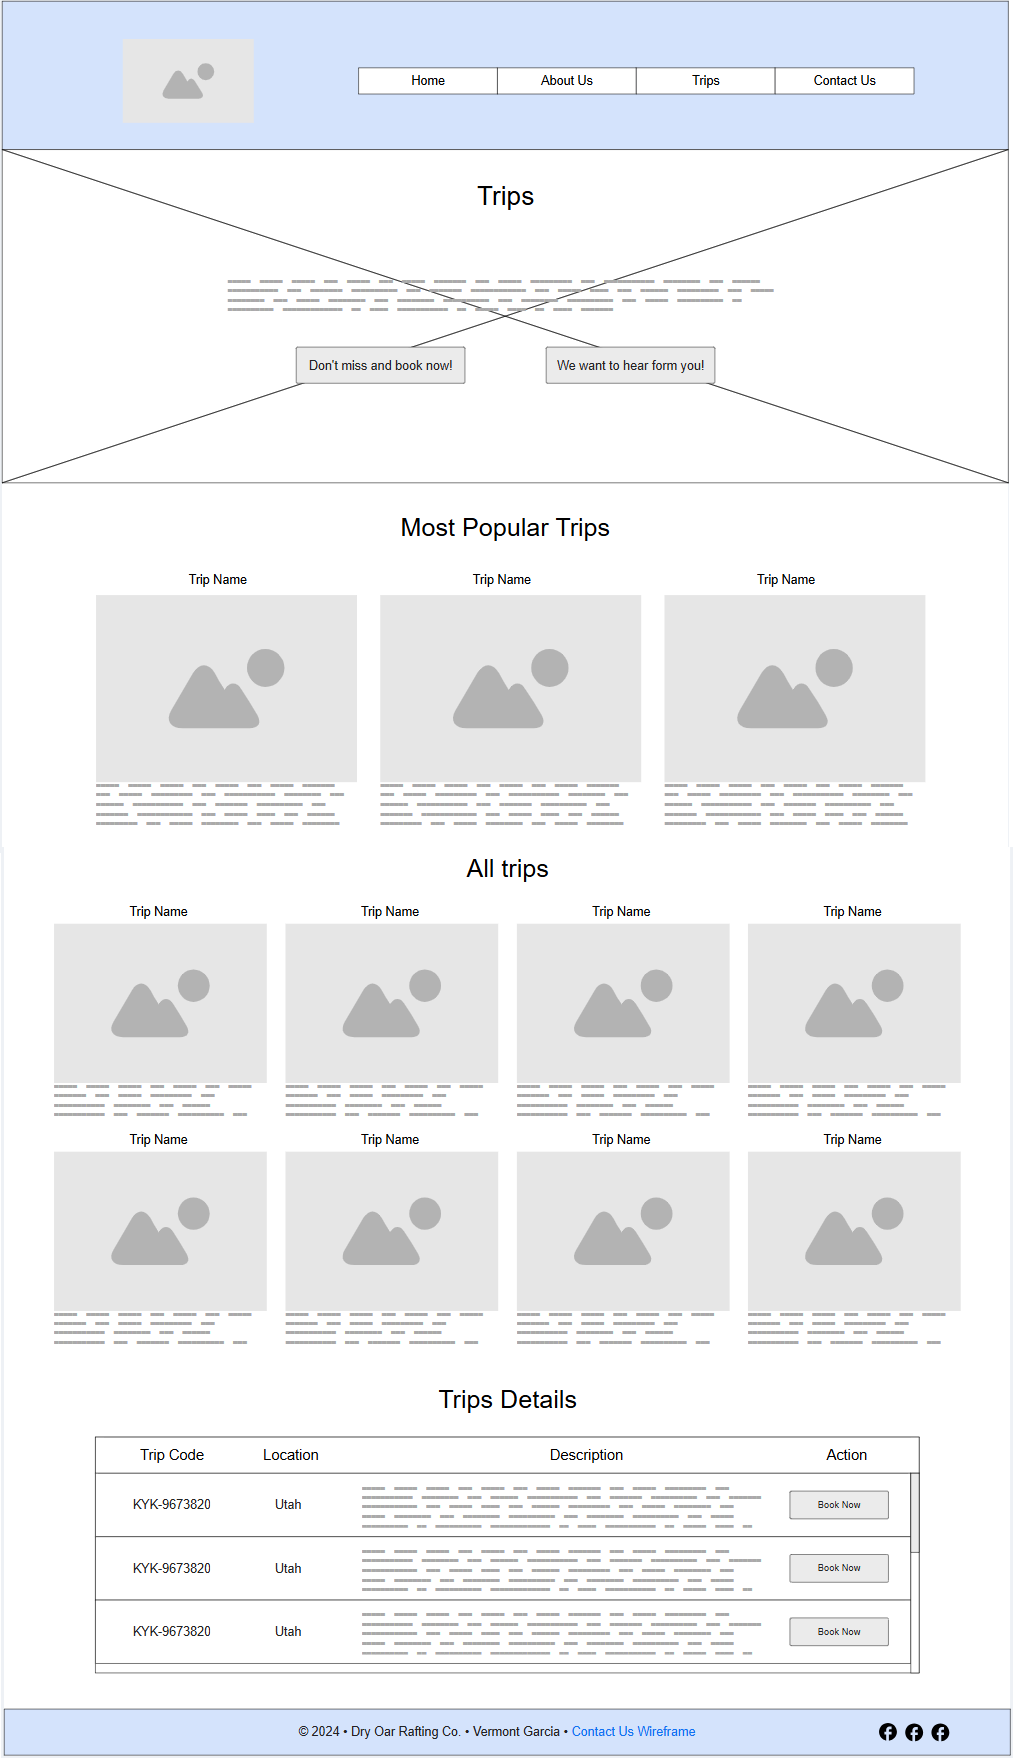 Home About Us Trips Contact Us
Trips
Don't miss and book now! We want to hear form you!
Most Popular Trips
Trip Name Trip Name Trip Name
All trips
Trip Name Trip Name Trip Name Trip Name
Trip Name Trip Name Trip Name Trip Name
Trips Details
Trip Code Location Description Action
KYK-9673820 Utah Book Now
KYK-9673820 Utah Book Now
KYK-9673820 Utah Book Now
© 2024 • Dry Oar Rafting Co. • Vermont Garcia • Contact Us Wireframe